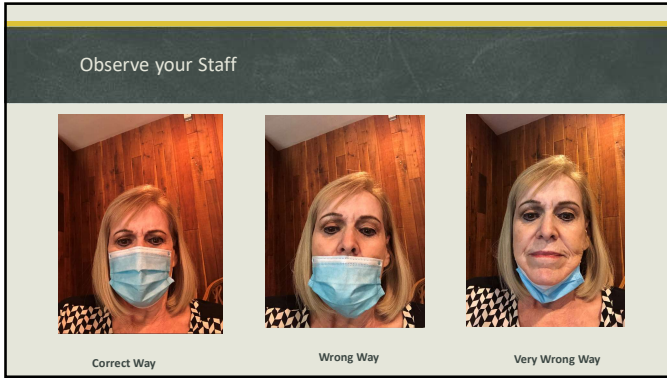 Observe your Staff
Correct Way
Wrong Way
Very Wrong Way